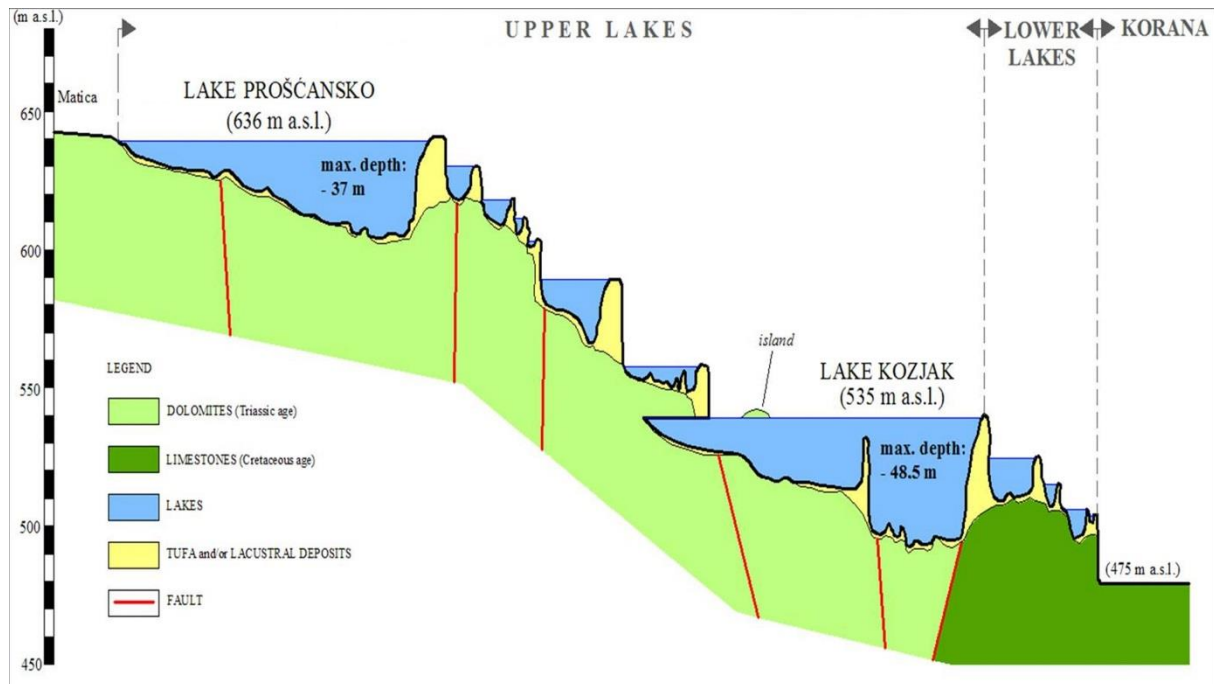 (m a.s.l.)
UPPER LAKES
LOWER
LAKES
KORANA
650
600
550
500
450
Matica
LAKE PROŠĆANSKO
(636 m a.s.l.)
max. depth:
- 37 m
island
LAKE KOZJAK
(535 m a.s.l.)
max. depth:
- 48.5 m
(475 m a.s.l.)
LEGEND
DOLOMITES (Triassic age)
LIMESTONES (Cretaceous age)
LAKES
TUFA and/or LACUSTRAL DEPOSITS
FAULT